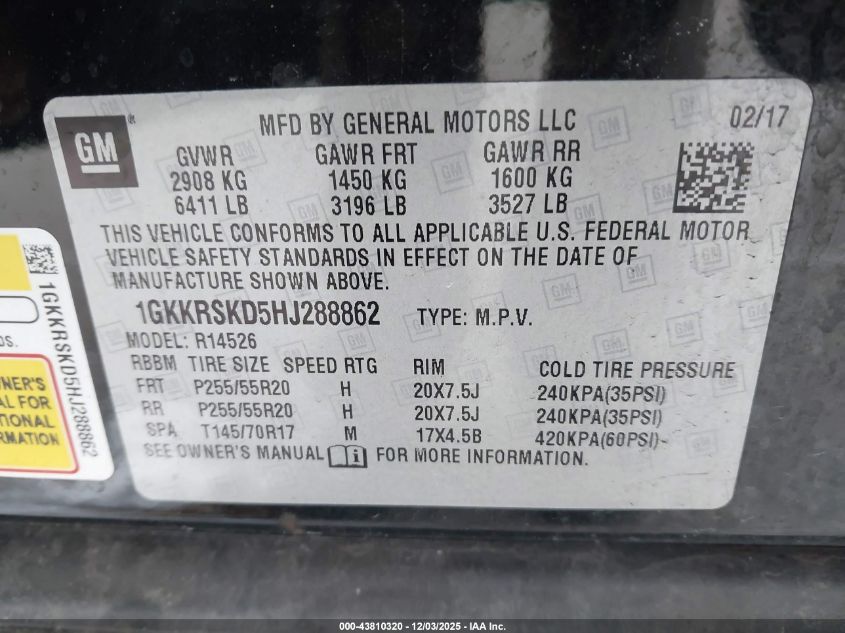 MFD BY GENERAL MOTORS LLC 02/17
GM
GVWR GAWR FRT GAWR RR
2908 KG 1450 KG 1600 KG
6411 LB 3196 LB 3527 LB
THIS VEHICLE CONFORMS TO ALL APPLICABLE U.S. FEDERAL MOTOR
VEHICLE SAFETY STANDARDS IN EFFECT ON THE DATE OF
MANUFACTURE SHOWN ABOVE.
1GKKRSKD5HJ288862 TYPE: M.P.V.
MODEL: R14526
RBBM TIRE SIZE SPEED RTG RIM COLD TIRE PRESSURE
FRT P255/55R20 H 20X7.5J 240KPA(35PSI)
RR P255/55R20 H 20X7.5J 240KPA(35PSI)
SPA T145/70R17 M 17X4.5B 420KPA(60PSI)
SEE OWNER'S MANUAL i FOR MORE INFORMATION.
1GKKRSKD5HJ288862
OWNER'S
FOR
000-43810320 - 12/03/2025 - IAA Inc.